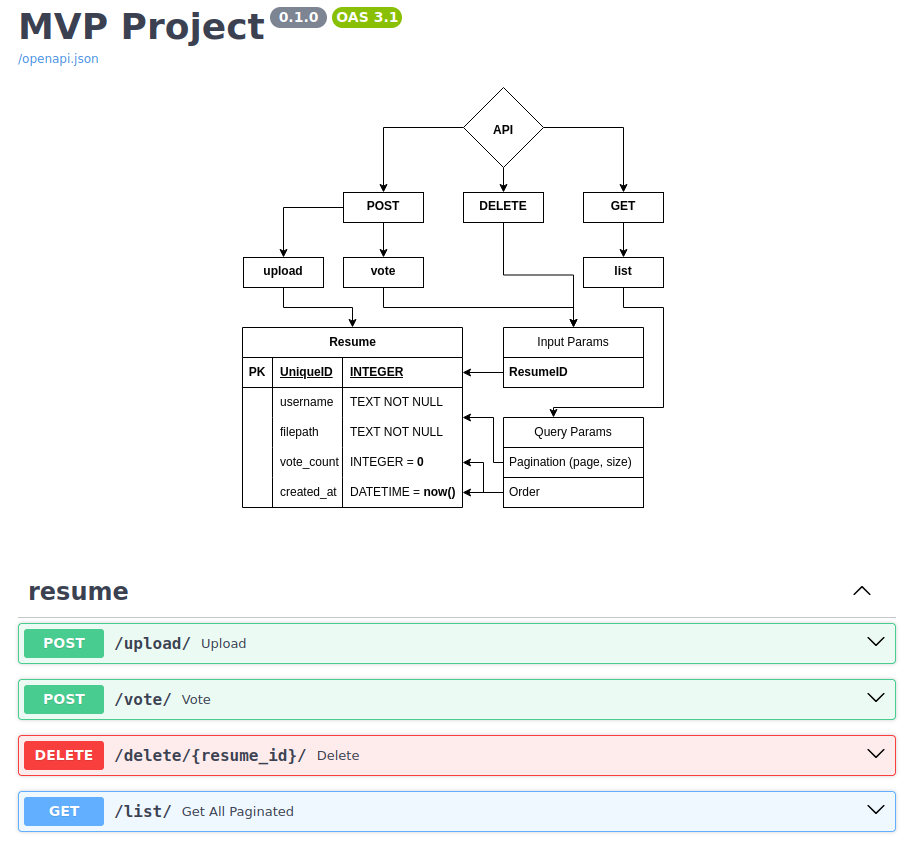 MVP Project 0.1.0 OAS 3.1
/openapi.json
API
POST DELETE GET
upload vote list
Resume
PK UniqueID INTEGER
username TEXT NOT NULL
filepath TEXT NOT NULL
vote_count INTEGER = 0
created_at DATETIME = now()
Input Params
ResumeID
Query Params
Pagination (page, size)
Order
resume
POST /upload/ Upload
POST /vote/ Vote
DELETE /delete/{resume_id}/ Delete
GET /list/ Get All Paginated